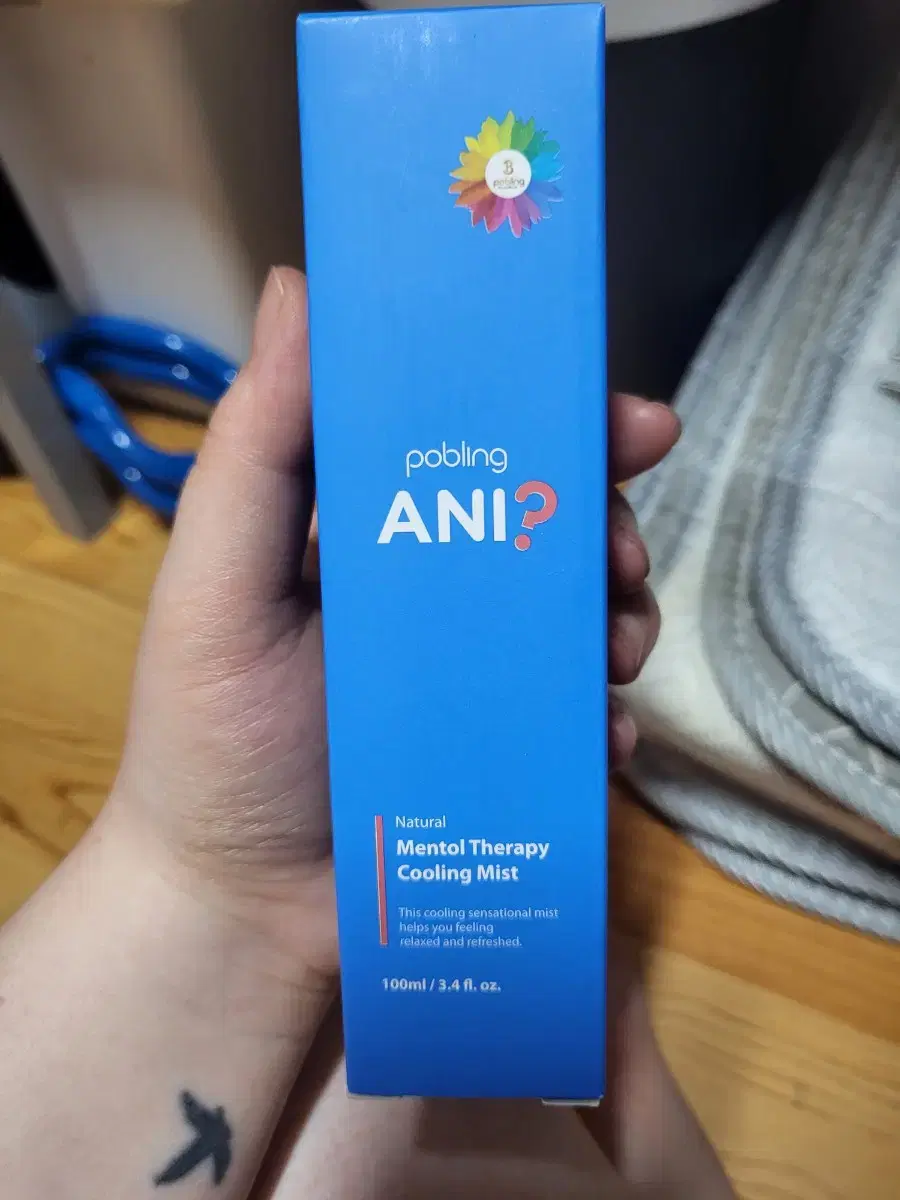 B
pobling
pobling
ANI?
Natural
Mentol Therapy
Cooling Mist
This cooling sensational mist
helps you feeling
relaxed and refreshed.
100ml / 3.4 fl. oz.